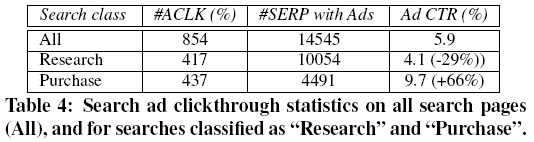 Search class #ACLK (%) #SERP with Ads Ad CTR (%)
All 854 14545 5.9
Research 417 10054 4.1 (-29%))
Purchase 437 4491 9.7 (+66%)
Table 4: Search ad clickthrough statistics on all search pages
(All), and for searches classified as “Research” and “Purchase”.